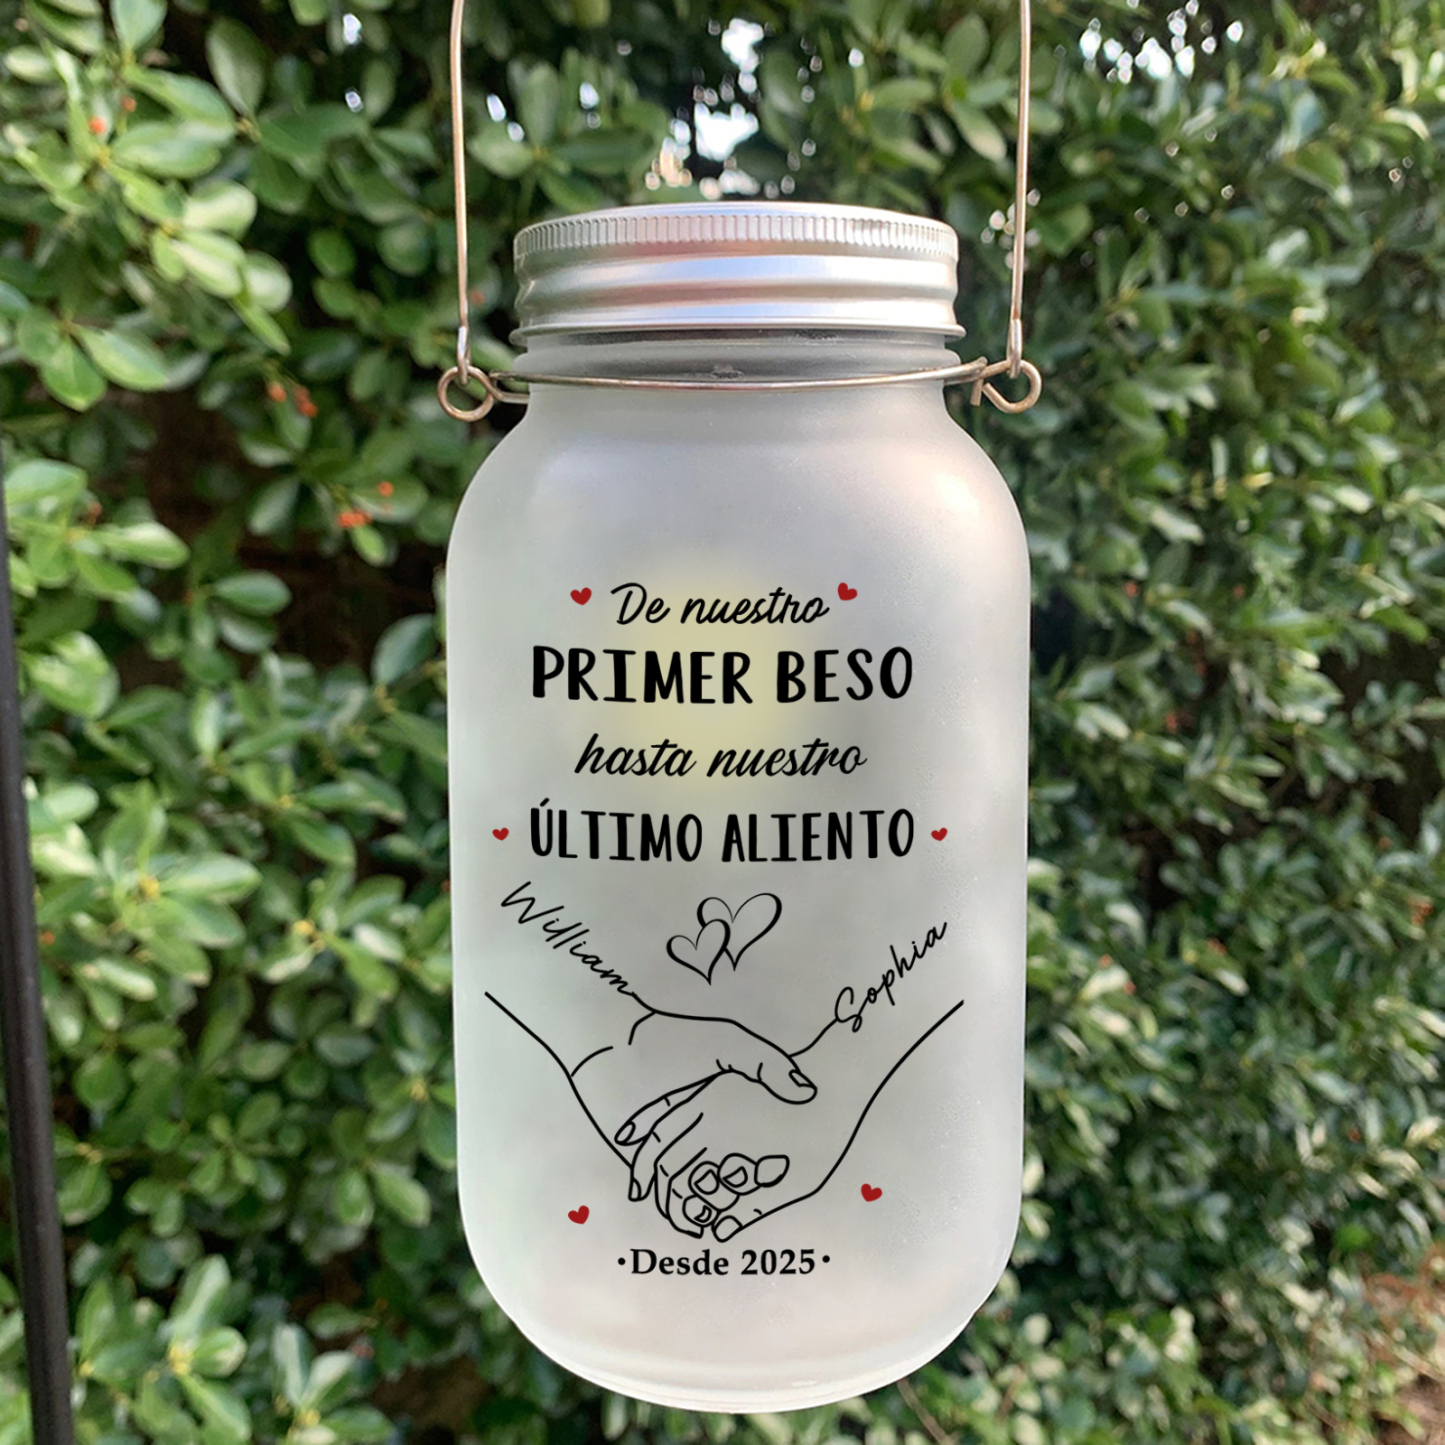 De nuestro
PRIMER BESO
hasta nuestro
ÚLTIMO ALIENTO
William
Sophia
·Desde 2025·